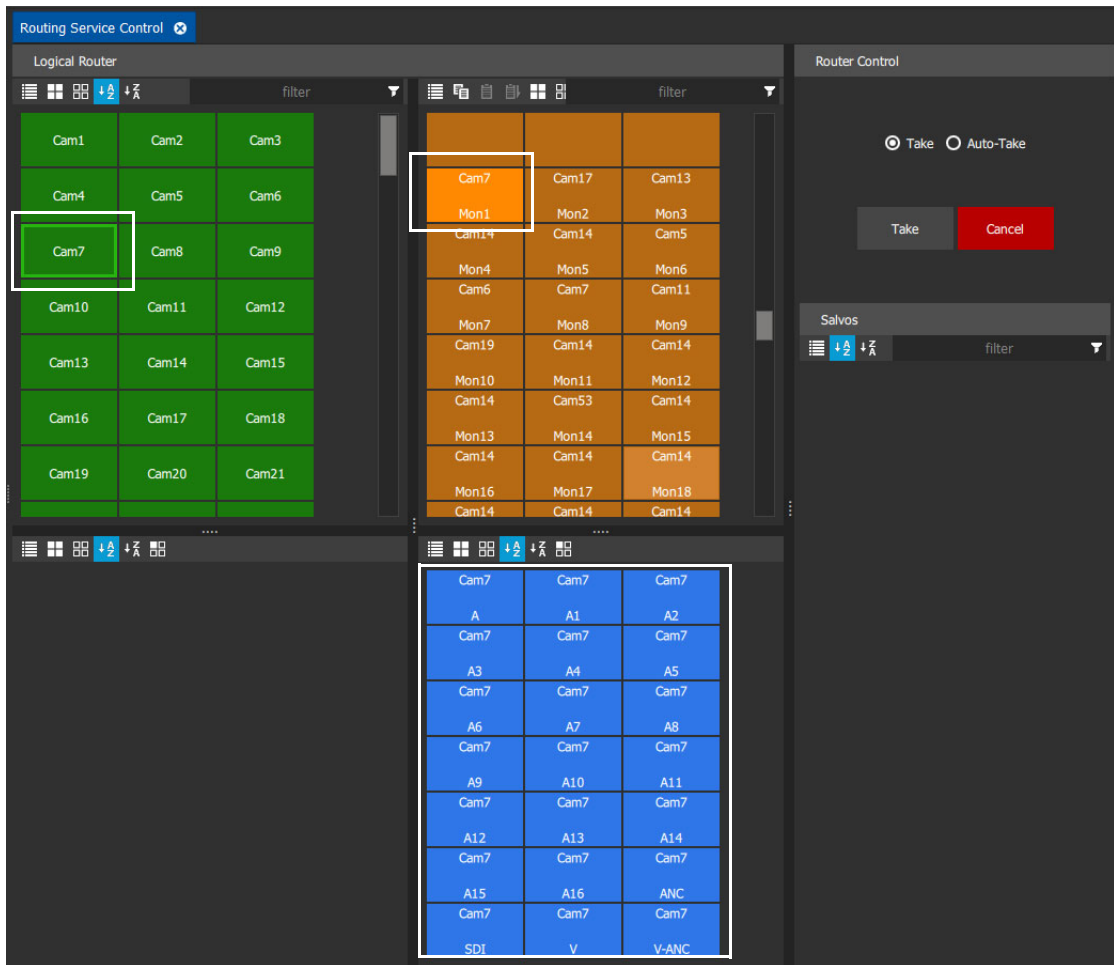 Routing Service Control
Logical Router
Router Control
filter
filter
Cam1 Cam2 Cam3
Cam4 Cam5 Cam6
Cam7 Cam8 Cam9
Cam10 Cam11 Cam12
Cam13 Cam14 Cam15
Cam16 Cam17 Cam18
Cam19 Cam20 Cam21
Cam7 Cam17 Cam13
Mon1 Mon2 Mon3
Cam14 Cam14 Cam5
Mon4 Mon5 Mon6
Cam6 Cam7 Cam11
Mon7 Mon8 Mon9
Cam19 Cam14 Cam14
Mon10 Mon11 Mon12
Cam14 Cam53 Cam14
Mon13 Mon14 Mon15
Cam14 Cam14 Cam14
Mon16 Mon17 Mon18
Cam14 Cam14 Cam14
Take Auto-Take
Take Cancel
Salvos
filter
Cam7 Cam7 Cam7
A A1 A2
Cam7 Cam7 Cam7
A3 A4 A5
Cam7 Cam7 Cam7
A6 A7 A8
Cam7 Cam7 Cam7
A9 A10 A11
Cam7 Cam7 Cam7
A12 A13 A14
Cam7 Cam7 Cam7
A15 A16 ANC
Cam7 Cam7 Cam7
SDI V V-ANC